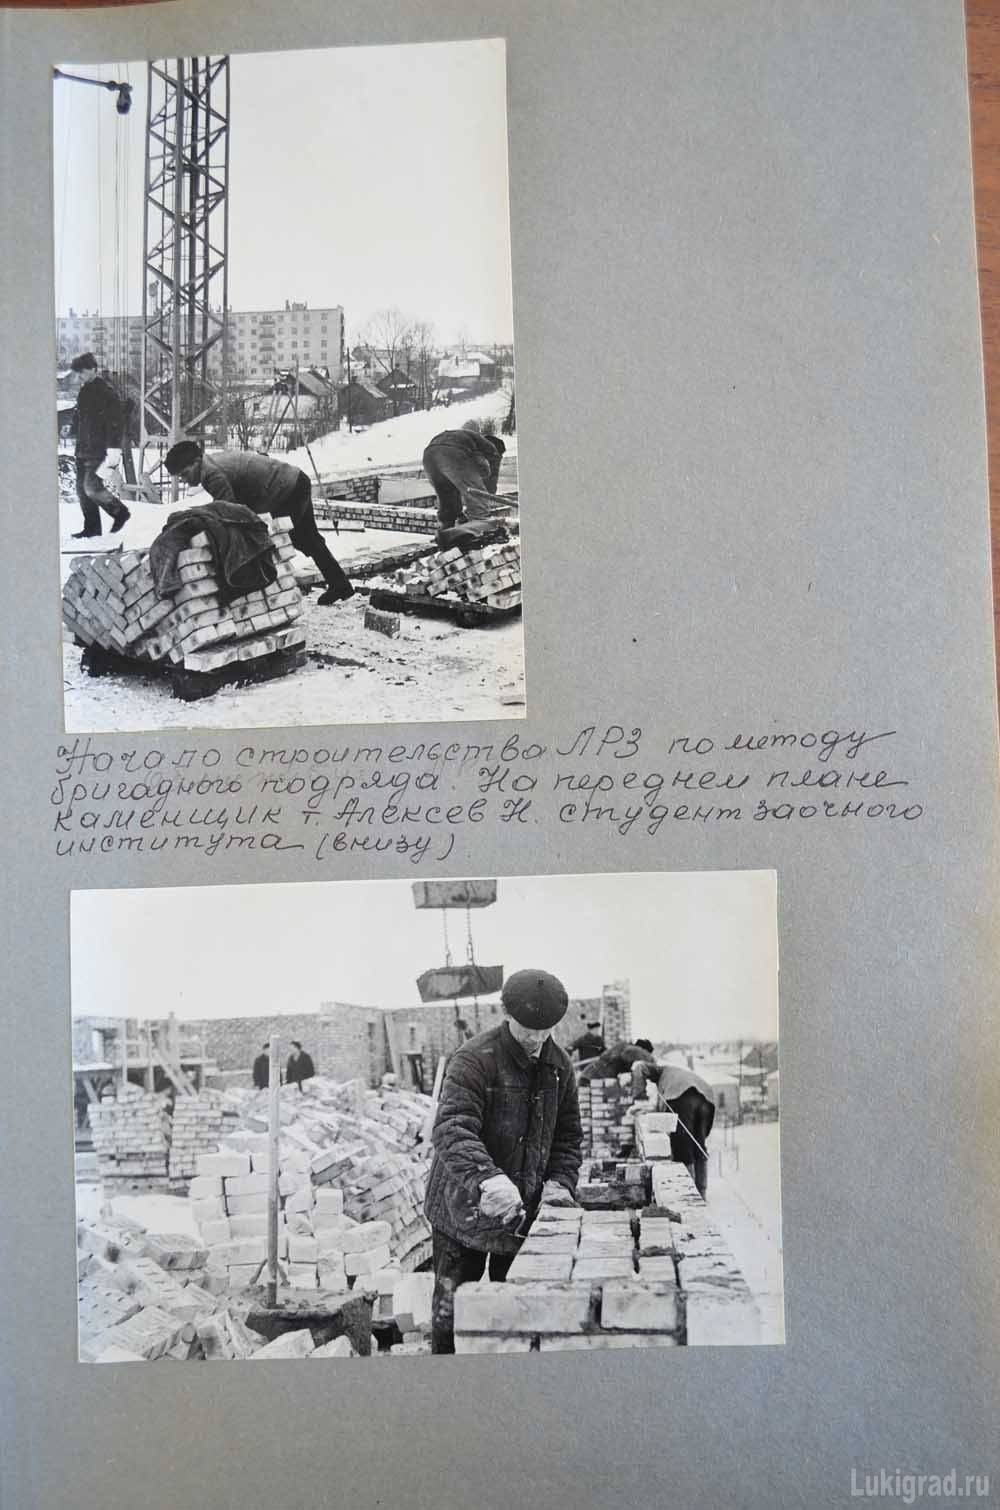 Начало строительства ЛРЗ по методу
бригадного подряда. На переднем плане
каменщик т. Алексев Н. студент заочного
института (внизу)
Lukigrad.ru